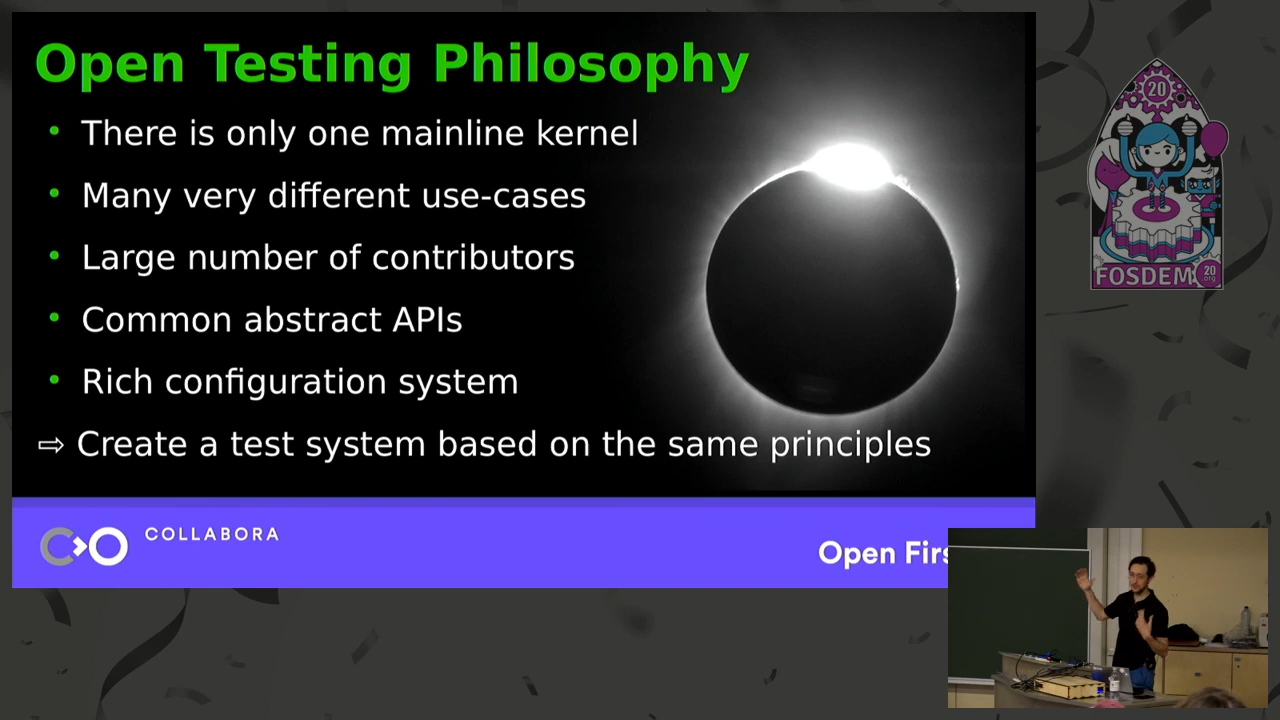 Open Testing Philosophy
• There is only one mainline kernel
• Many very different use-cases
• Large number of contributors
• Common abstract APIs
• Rich configuration system
⇨ Create a test system based on the same principles
COLLABORA
Open Firs
20
FOSDEM
20
.org